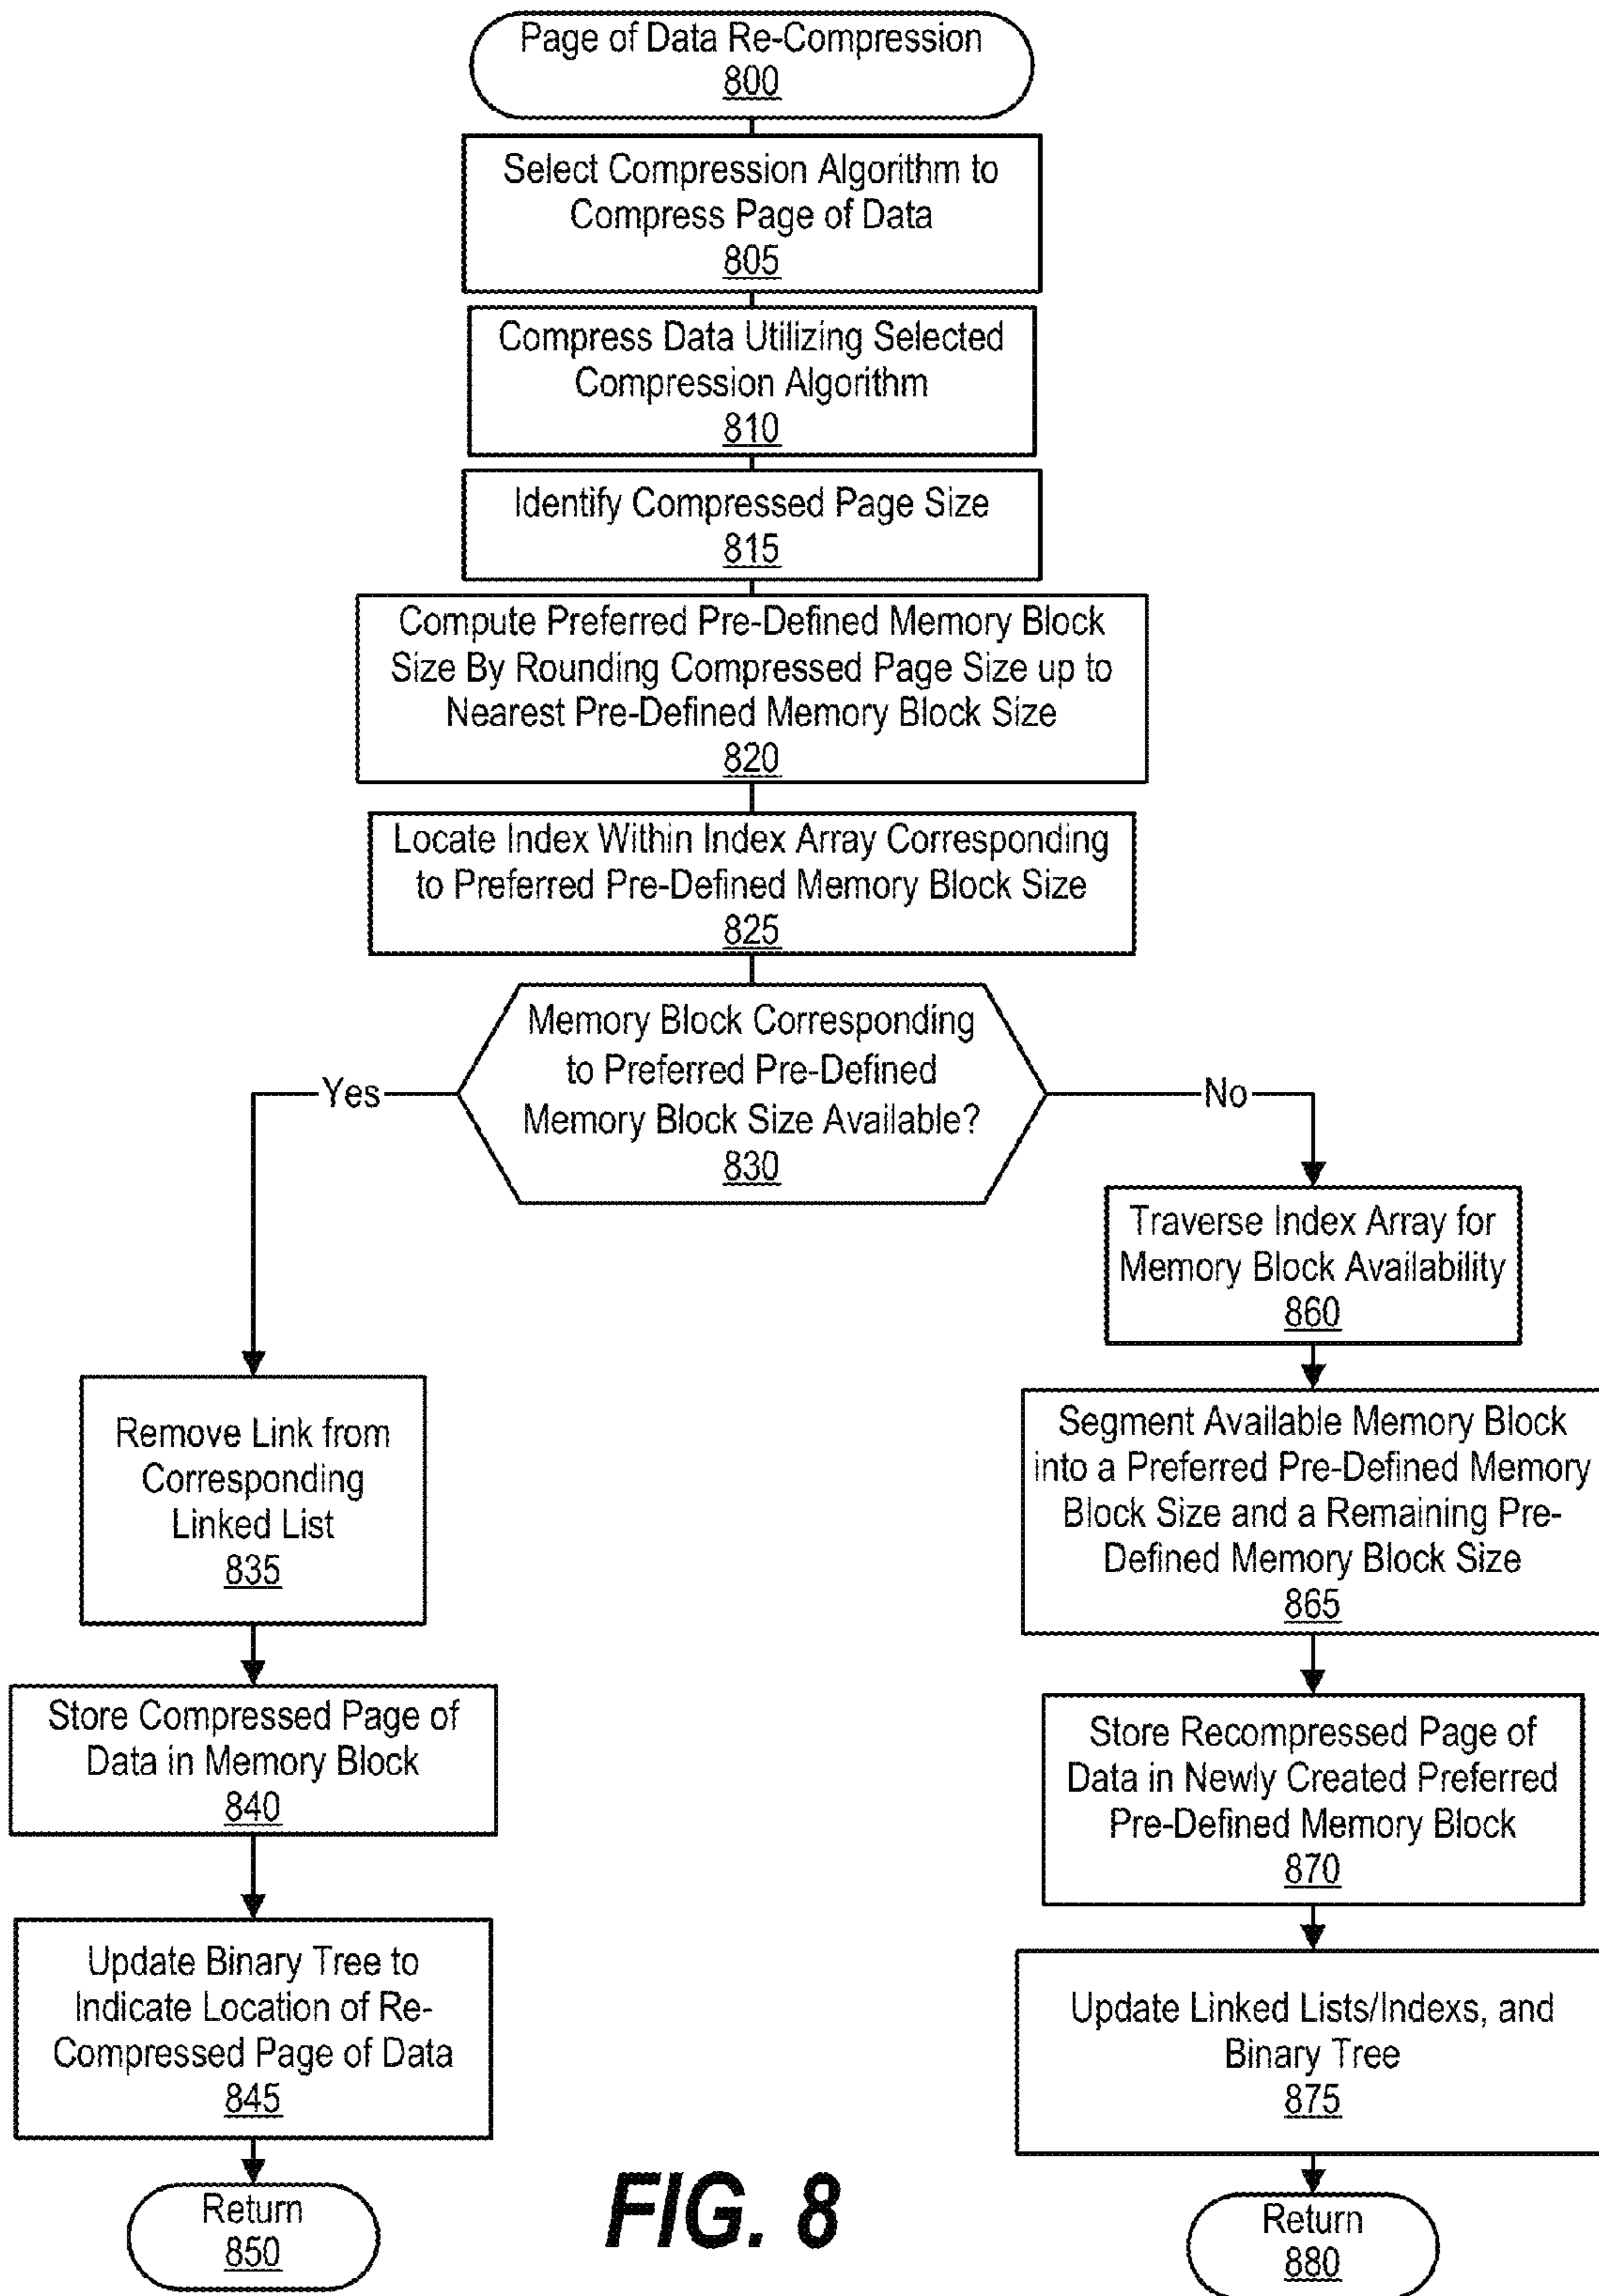 Page of Data Re-Compression
800
Select Compression Algorithm to
Compress Page of Data
805
Compress Data Utilizing Selected
Compression Algorithm
810
Identify Compressed Page Size
815
Compute Preferred Pre-Defined Memory Block
Size By Rounding Compressed Page Size up to
Nearest Pre-Defined Memory Block Size
820
Locate Index Within Index Array Corresponding
to Preferred Pre-Defined Memory Block Size
825
Memory Block Corresponding
to Preferred Pre-Defined
Memory Block Size Available?
830
Yes
No
Remove Link from
Corresponding
Linked List
835
Store Compressed Page of
Data in Memory Block
840
Update Binary Tree to
Indicate Location of Re-
Compressed Page of Data
845
Return
850
Traverse Index Array for
Memory Block Availability
860
Segment Available Memory Block
into a Preferred Pre-Defined Memory
Block Size and a Remaining Pre-
Defined Memory Block Size
865
Store Recompressed Page of
Data in Newly Created Preferred
Pre-Defined Memory Block
870
Update Linked Lists/Indexs, and
Binary Tree
875
Return
880
FIG. 8